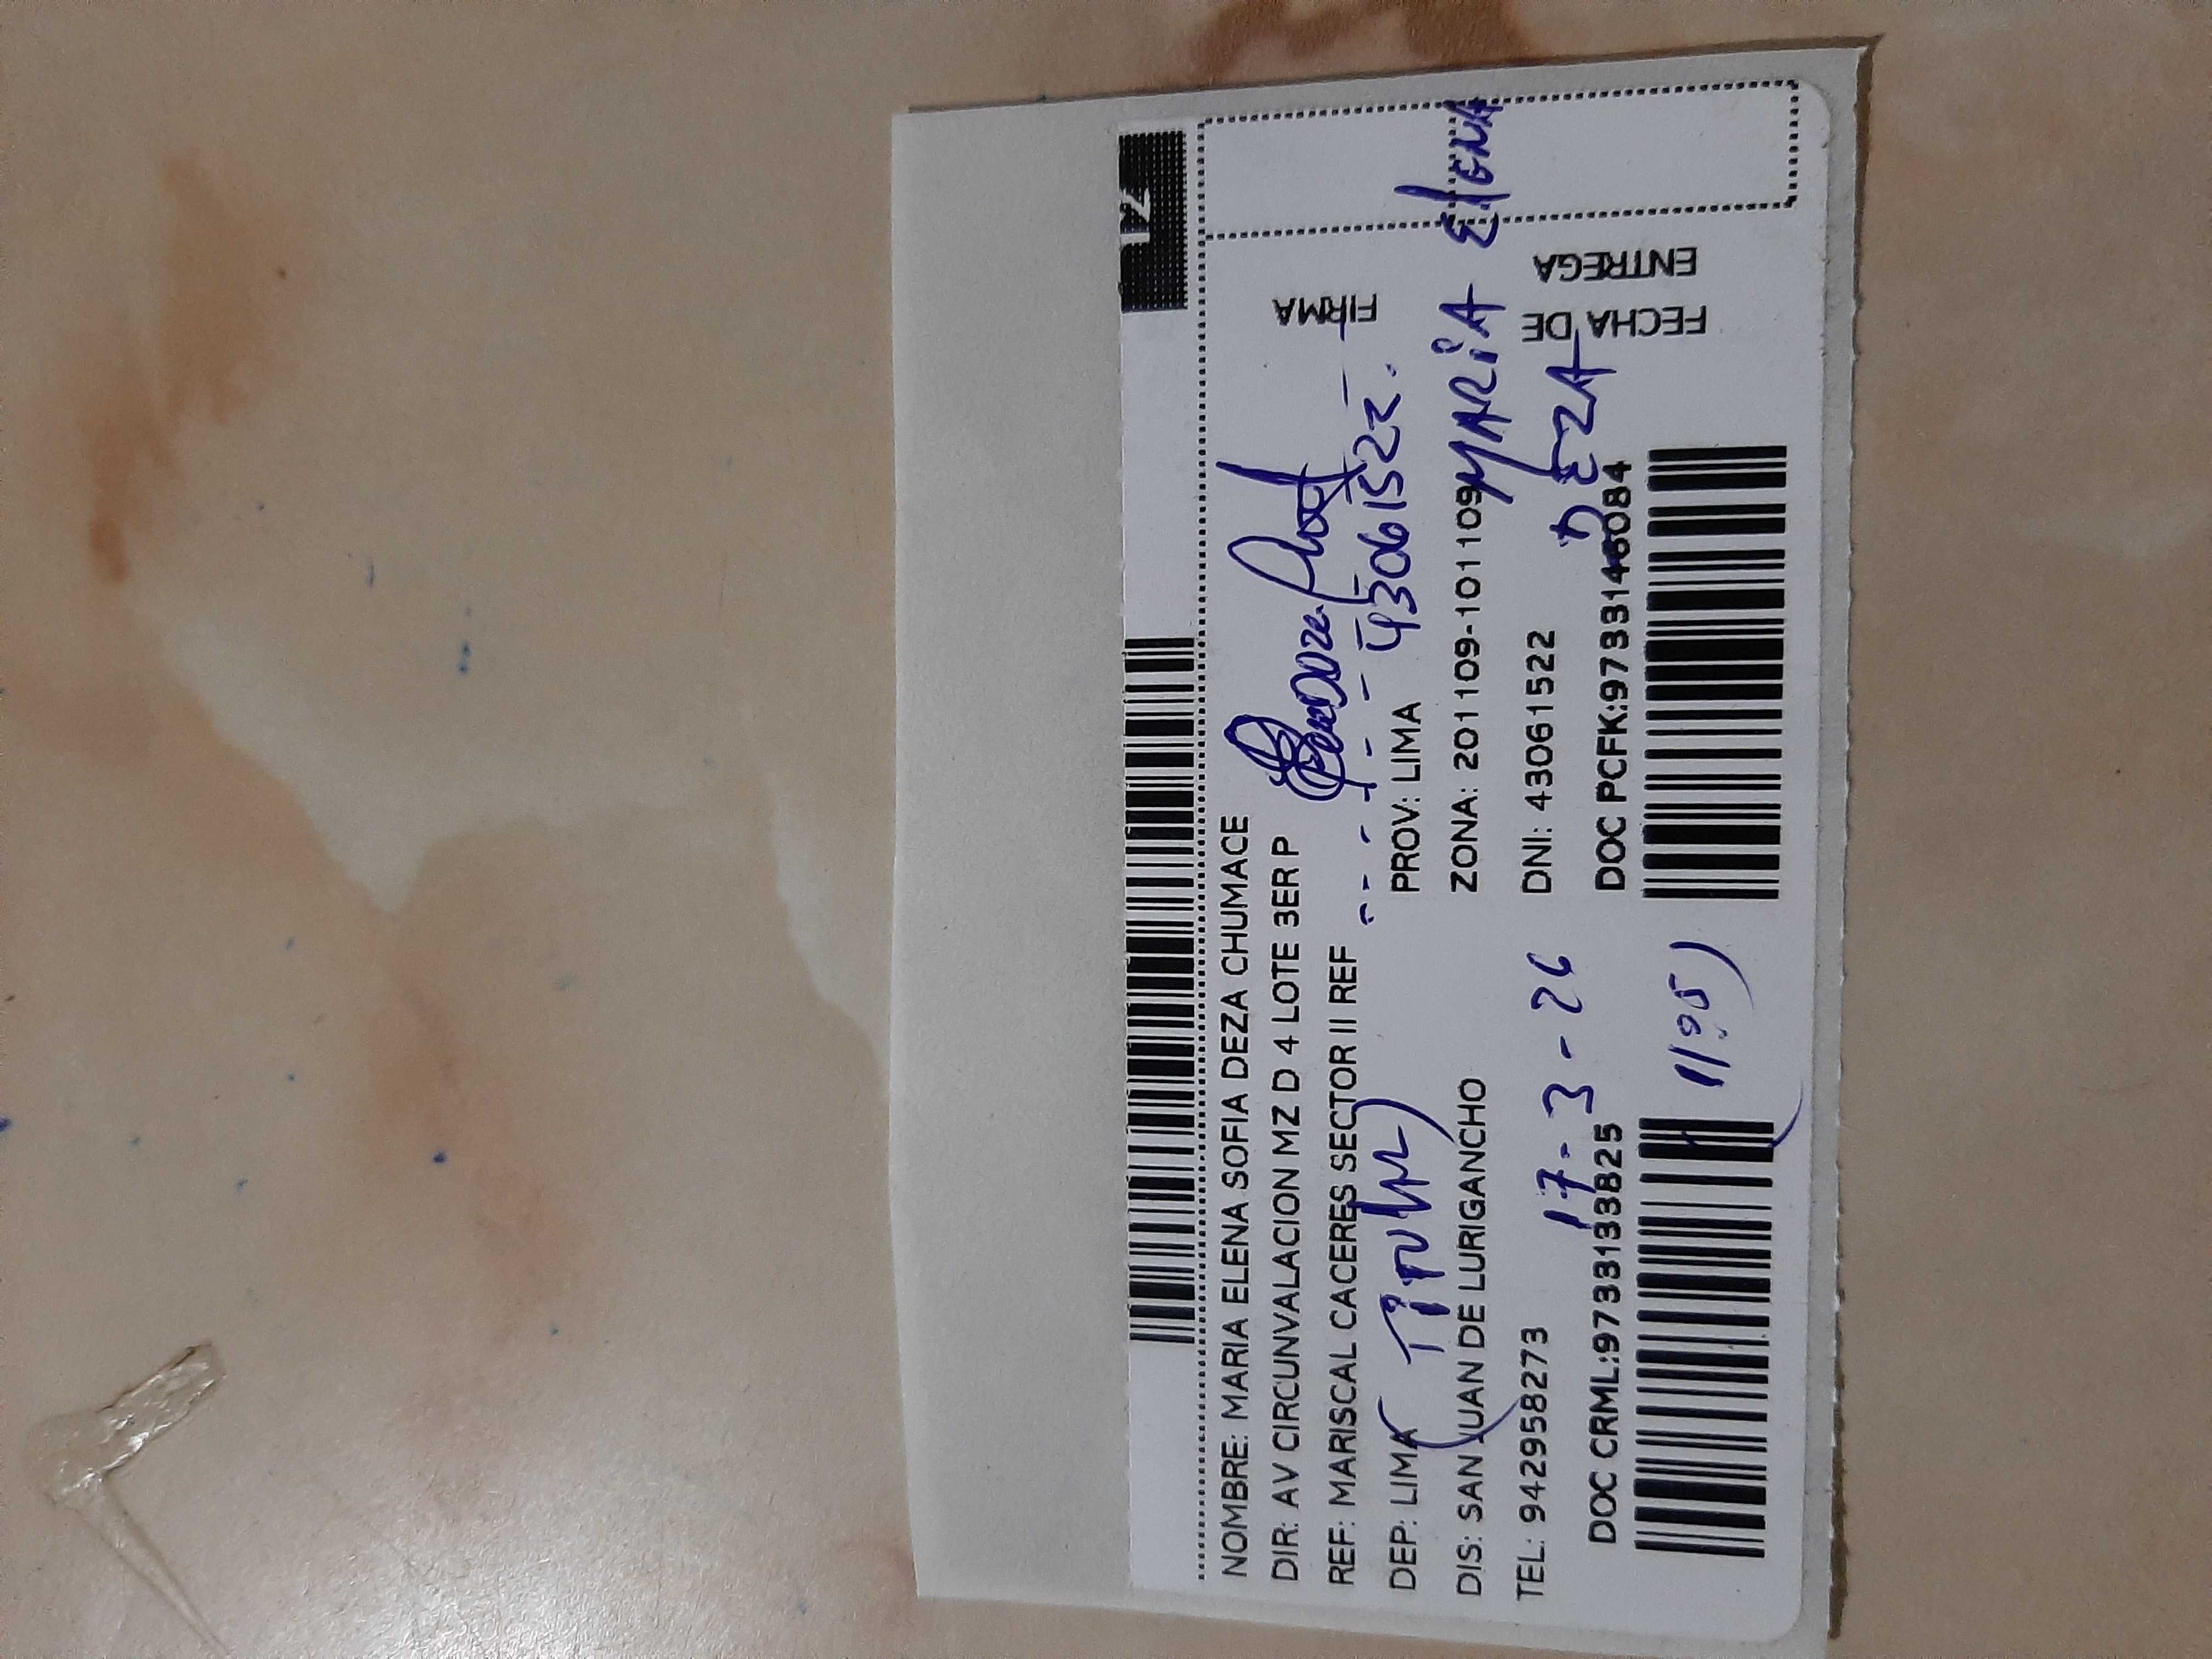 NOMBRE: MARIA ELENA SOFIA DEZA CHUMACE
DIR: AV CIRCUNVALACION MZ D 4 LOTE 3ER P
REF: MARISCAL CACERES SECTOR II REF
43061522
DEP: LIMA
PROV: LIMA
(Titular)
DIS: SAN JUAN DE LURIGANCHO
ZONA: 201109-101109
MARIA Elena
DEZA
TEL: 942958273
DNI: 43061522
17-3-26
DOC CRML:9733133825
DOC PCFK:9733146084
FIRMA
FECHA DE
ENTREGA